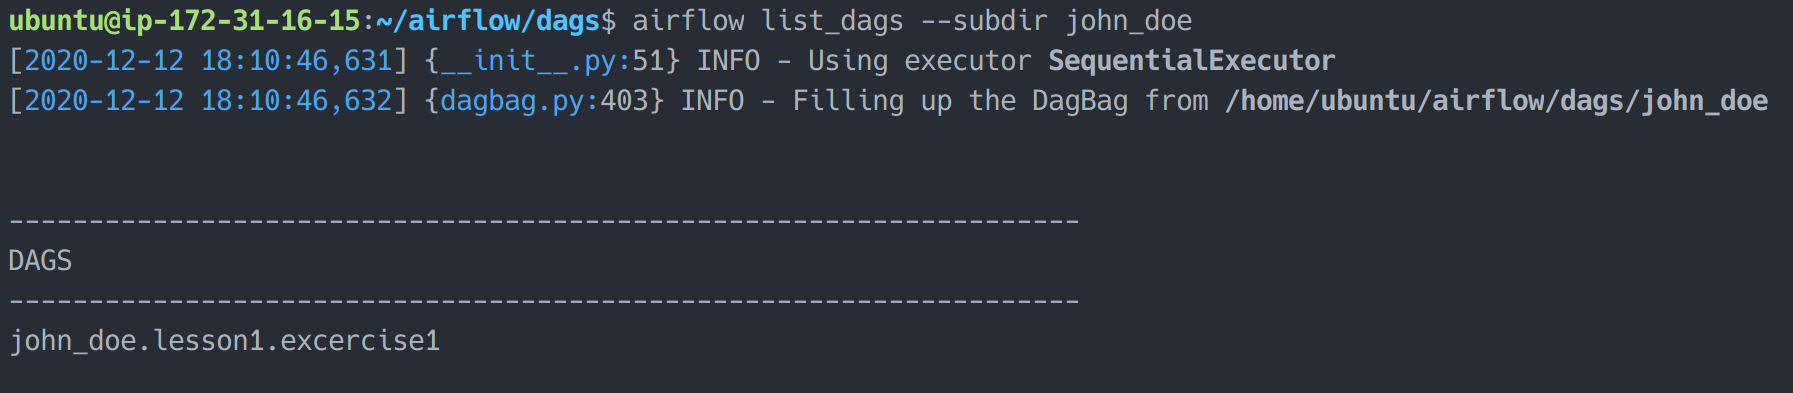 ubuntu@ip-172-31-16-15:~/airflow/dags$ airflow list_dags --subdir john_doe
[2020-12-12 18:10:46,631] {__init__.py:51} INFO - Using executor SequentialExecutor
[2020-12-12 18:10:46,632] {dagbag.py:403} INFO - Filling up the DagBag from /home/ubuntu/airflow/dags/john_doe
-------------------------------------------------------------------
DAGS
-------------------------------------------------------------------
john_doe.lesson1.excercise1